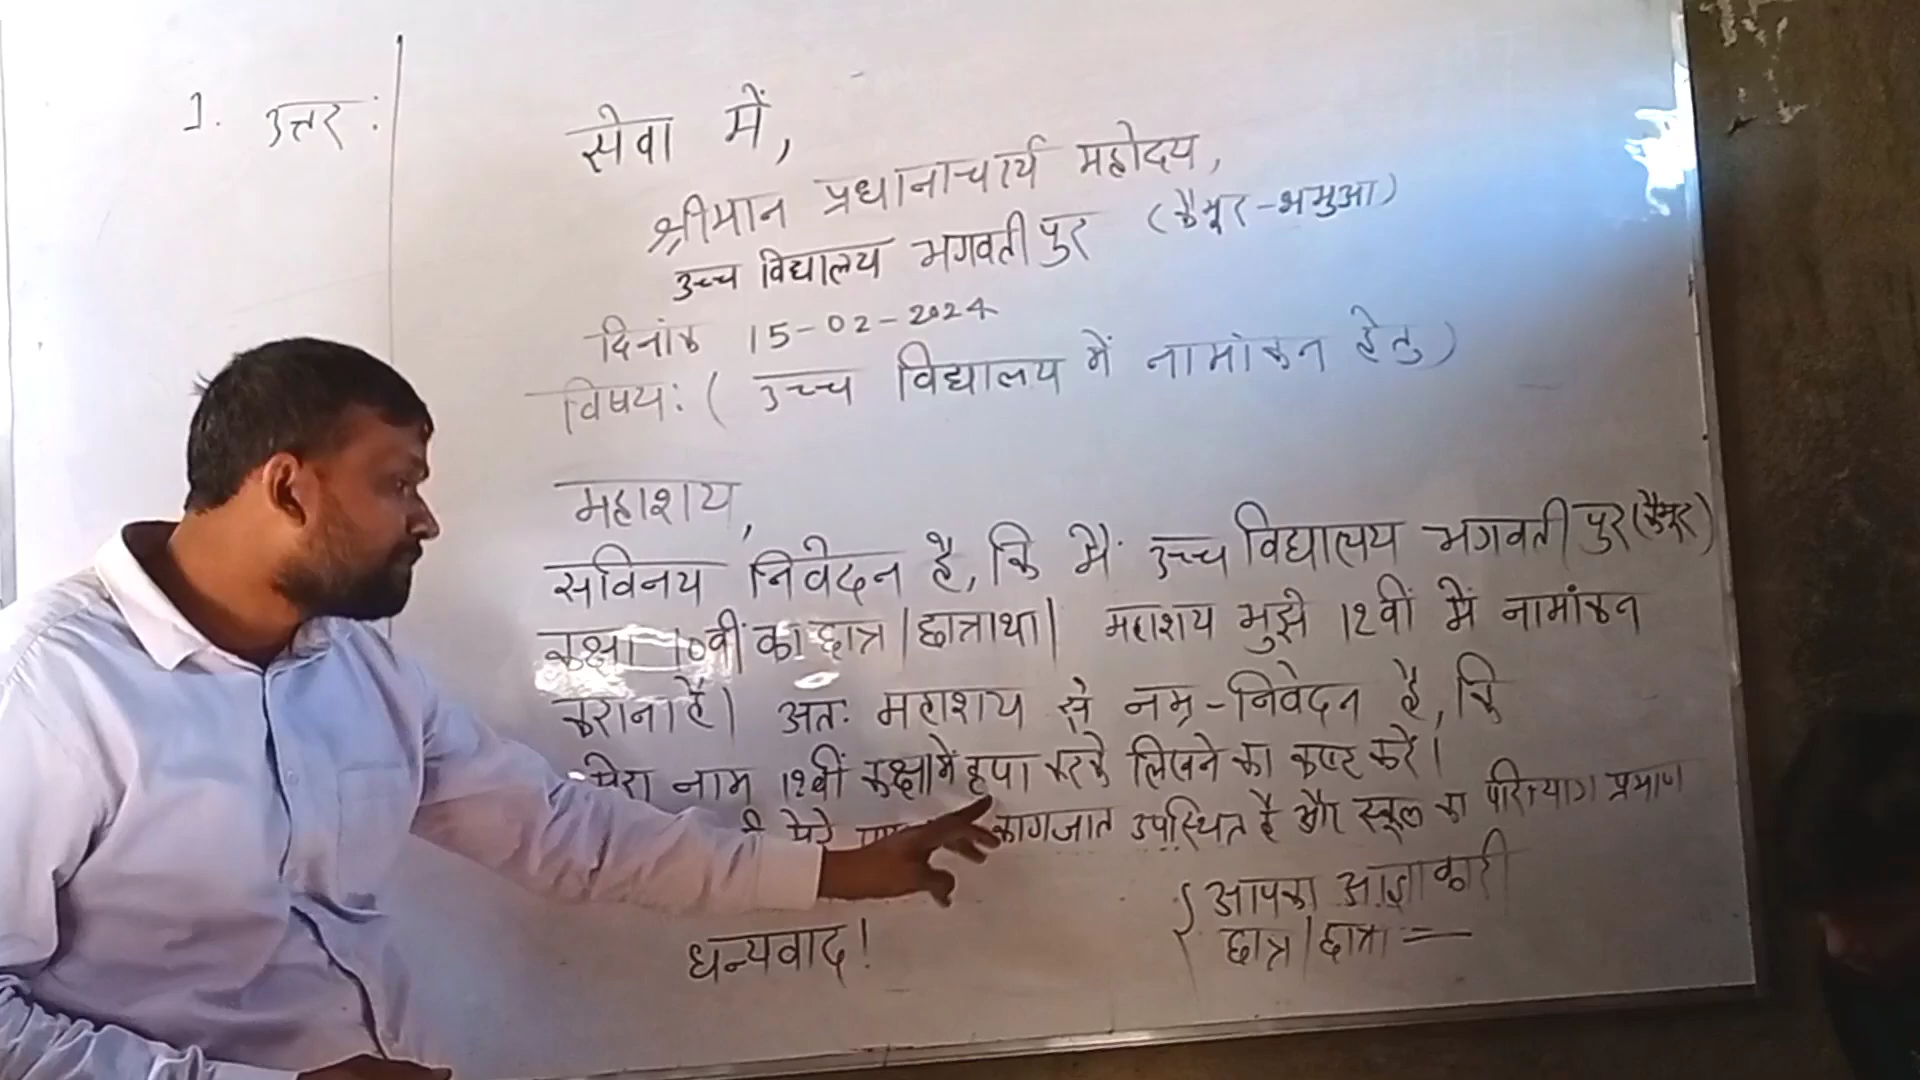 1. उत्तर:
सेवा में,
श्रीमान प्रधानाचार्य महोदय,
उच्च विद्यालय भगवतीपुर (कैमूर-भभुआ)
दिनांक 15-02-2024
विषय: ( उच्च विद्यालय में नामांकन हेतु )
महाशय,
सविनय निवेदन है, कि मैं उच्च विद्यालय भगवतीपुर (कैमूर)
कक्षा 10वीं का छात्र/छात्रा था। महाशय मुझे 12वीं में नामांकन
कराना है। अतः महाशय से नम्र-निवेदन है, कि
मेरा नाम 12वीं कक्षा में कृपा करके लिखने का कष्ट करें।
मेरे कागजात उपस्थित है और स्कूल का परित्याग प्रमाण
धन्यवाद!
{ आपका आज्ञाकारी
छात्र/छात्रा =